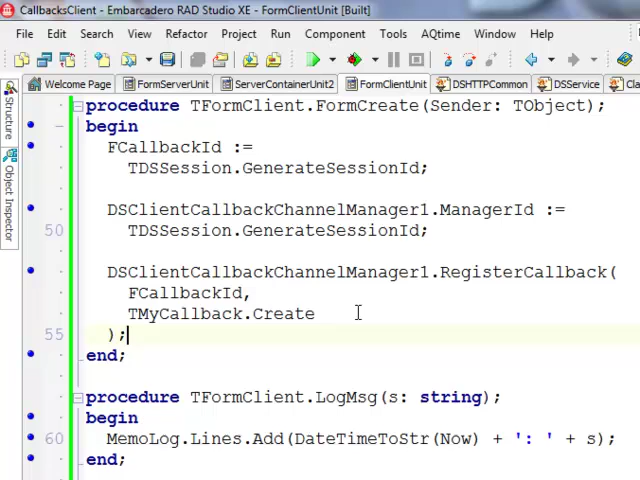 CallbacksClient - Embarcadero RAD Studio XE - FormClientUnit [Built]
File Edit Search View Refactor Project Run Component Tools AQtime Window Help
Welcome Page FormServerUnit ServerContainerUnit2 FormClientUnit DSHTTPCommon DSService Cla
Structure
Object Inspector
procedure TFormClient.FormCreate(Sender: TObject);
begin
FCallbackId :=
TDSSession.GenerateSessionId;
DSClientCallbackChannelManager1.ManagerId :=
50 TDSSession.GenerateSessionId;
DSClientCallbackChannelManager1.RegisterCallback(
FCallbackId,
TMyCallback.Create
55 );
end;
procedure TFormClient.LogMsg(s: string);
begin
60 MemoLog.Lines.Add(DateTimeToStr(Now) + ': ' + s);
end;